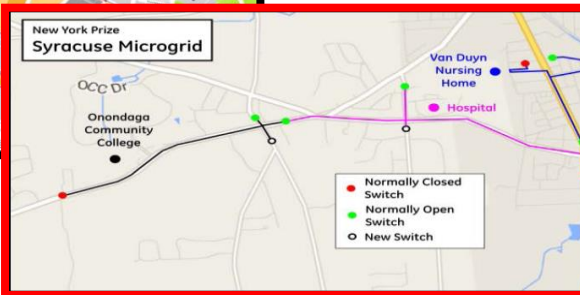 New York Prize
Syracuse Microgrid
OCC Dr
Onondaga
Community
College
Van Duyn
Nursing
Home
Hospital
Normally Closed
Switch
Normally Open
Switch
New Switch